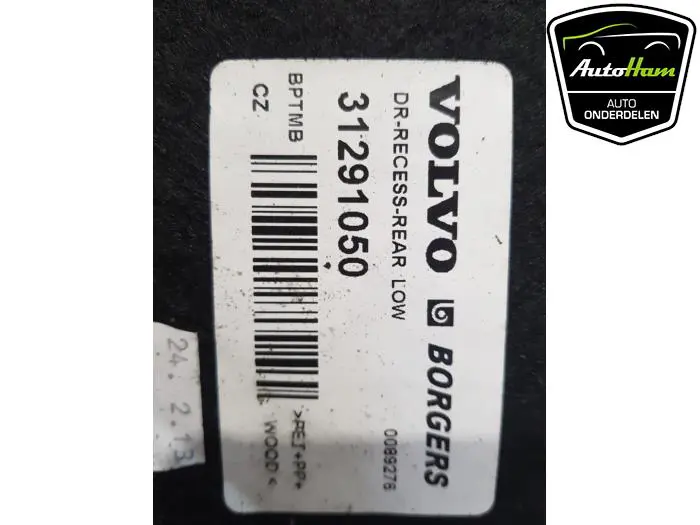 VOLVO BORGERS
DR-RECESS-REAR LOW 0089276
31291050
BPTMB >PET+PP+
CZ WOOD<
24. 2.13
AutoHam
AUTO
ONDERDELEN